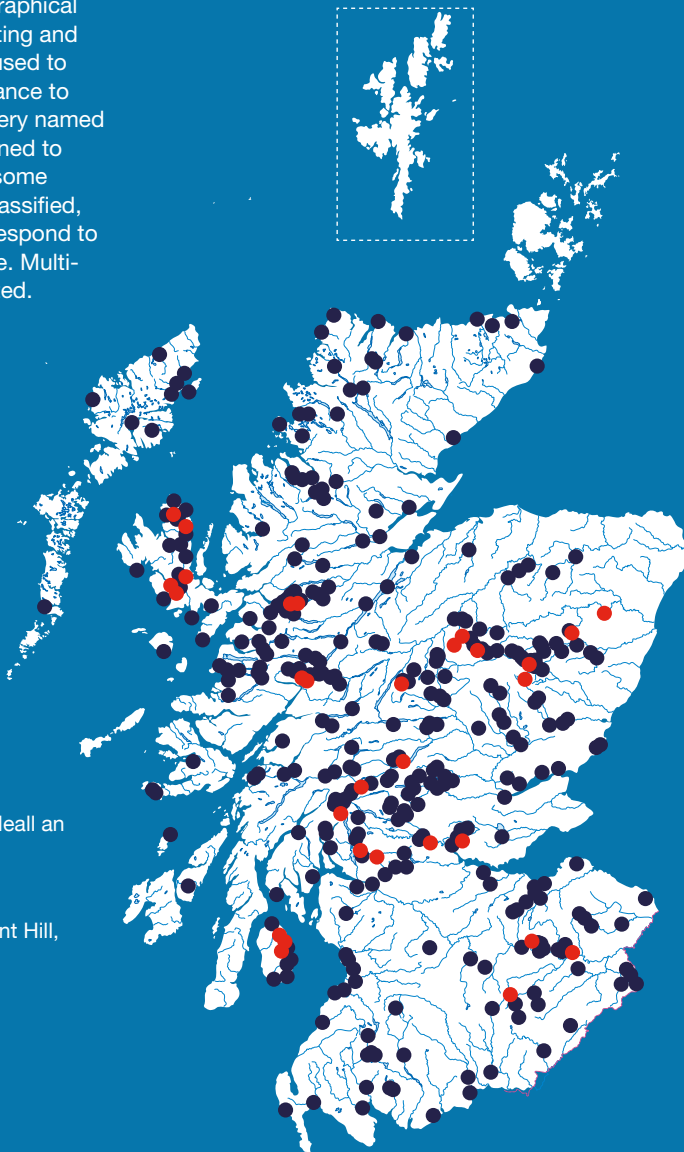 raphical
ting and
used to
ance to
ery named
ned to
some
assified,
espond to
e. Multi-
ed.
leall an
nt Hill,